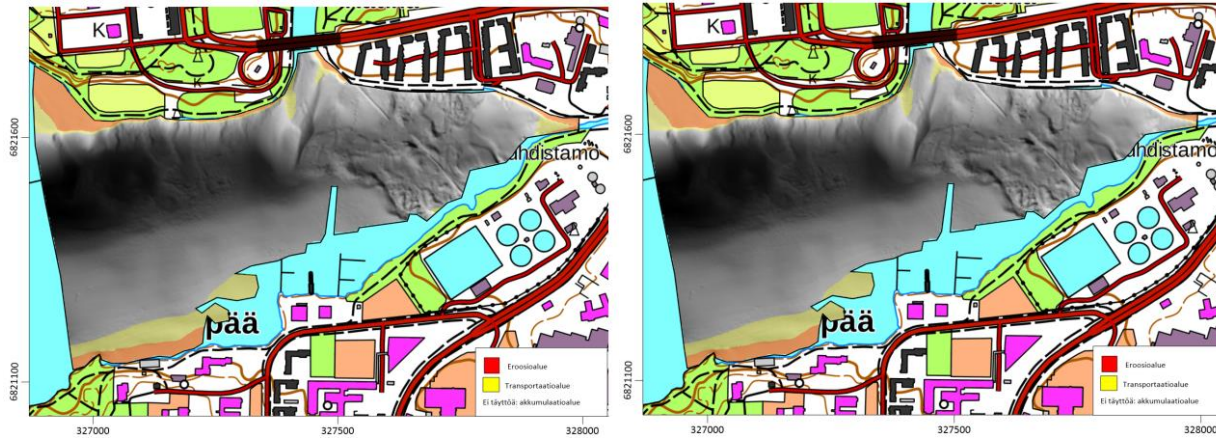 K
K
uhdistamo
6821600
pää
Eroosioalue
Transportaatioalue
Ei täyttöä: akkumulaatioalue
6821100
327000
327500
328000
K
K
uhdistamo
6821600
pää
Eroosioalue
Transportaatioalue
Ei täyttöä: akkumulaatioalue
6821100
327000
327500
328000